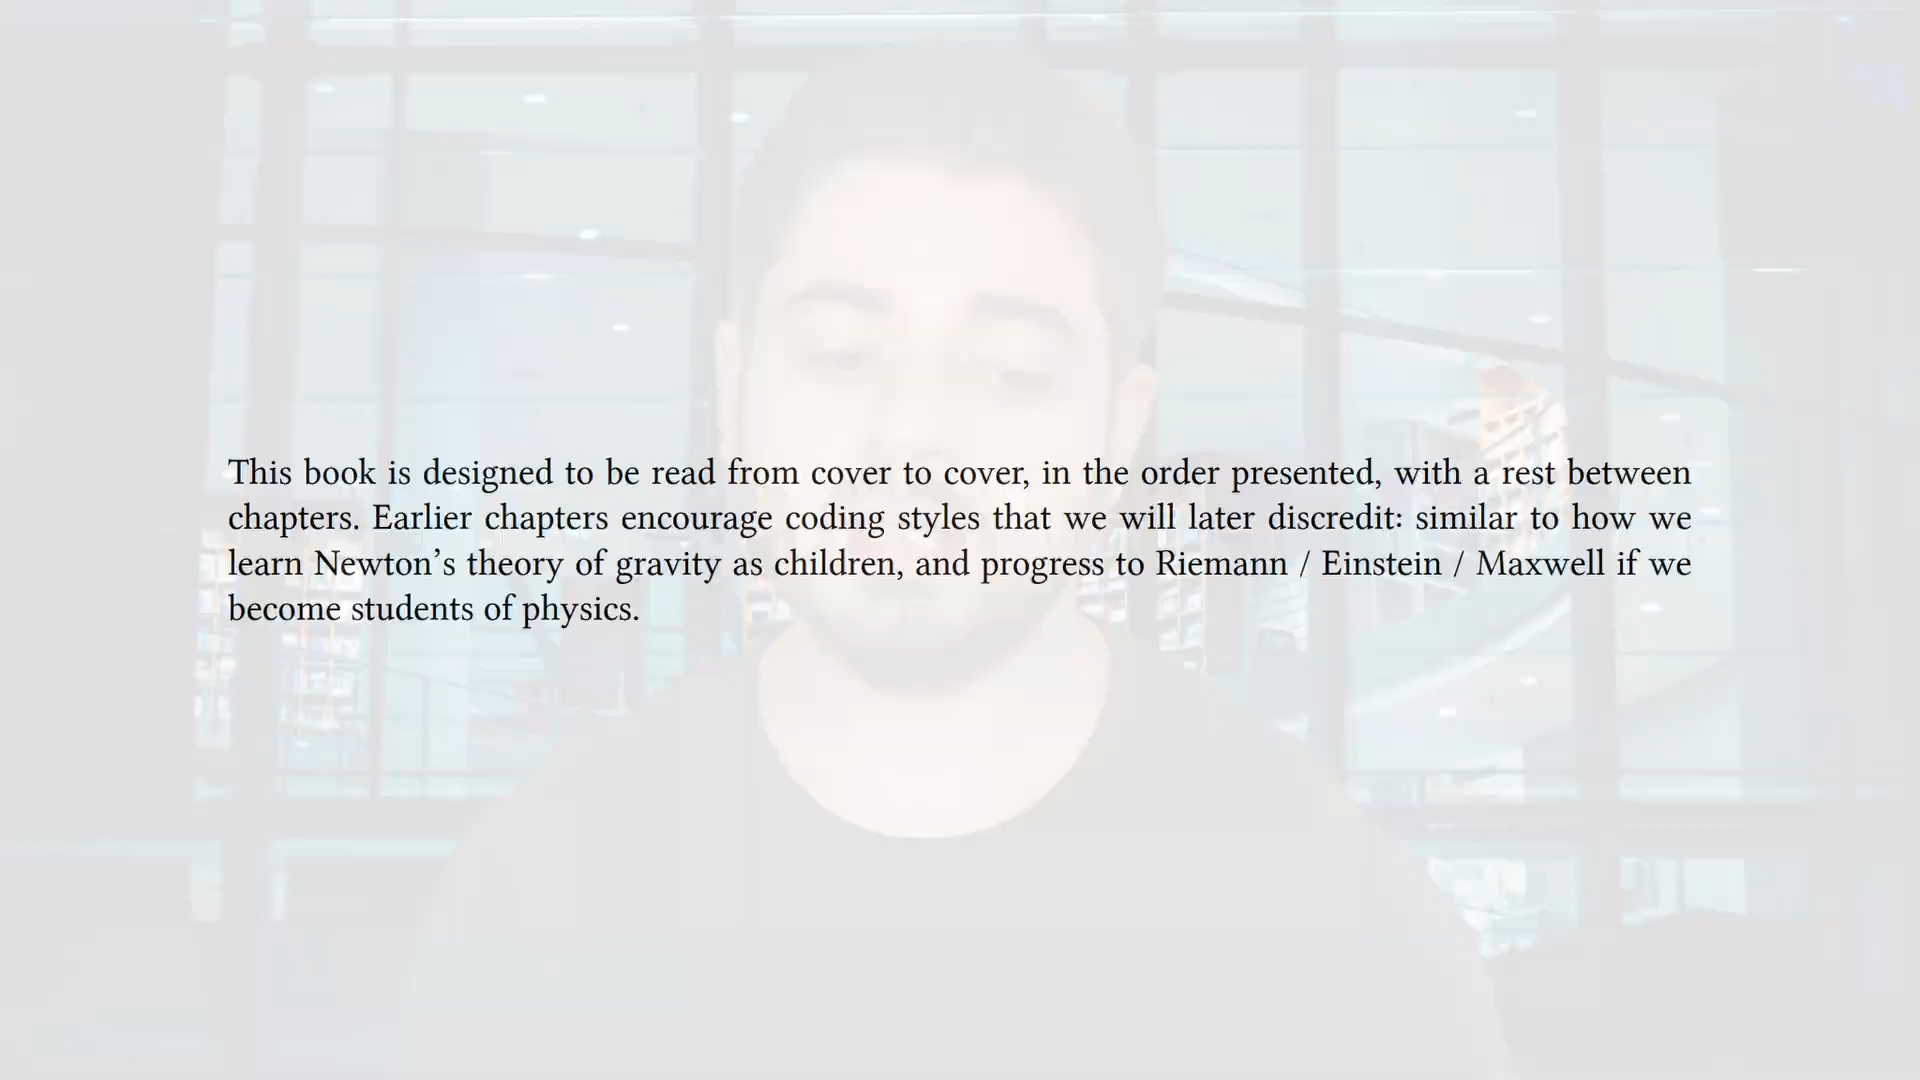 This book is designed to be read from cover to cover, in the order presented, with a rest between
chapters. Earlier chapters encourage coding styles that we will later discredit: similar to how we
learn Newton’s theory of gravity as children, and progress to Riemann / Einstein / Maxwell if we
become students of physics.